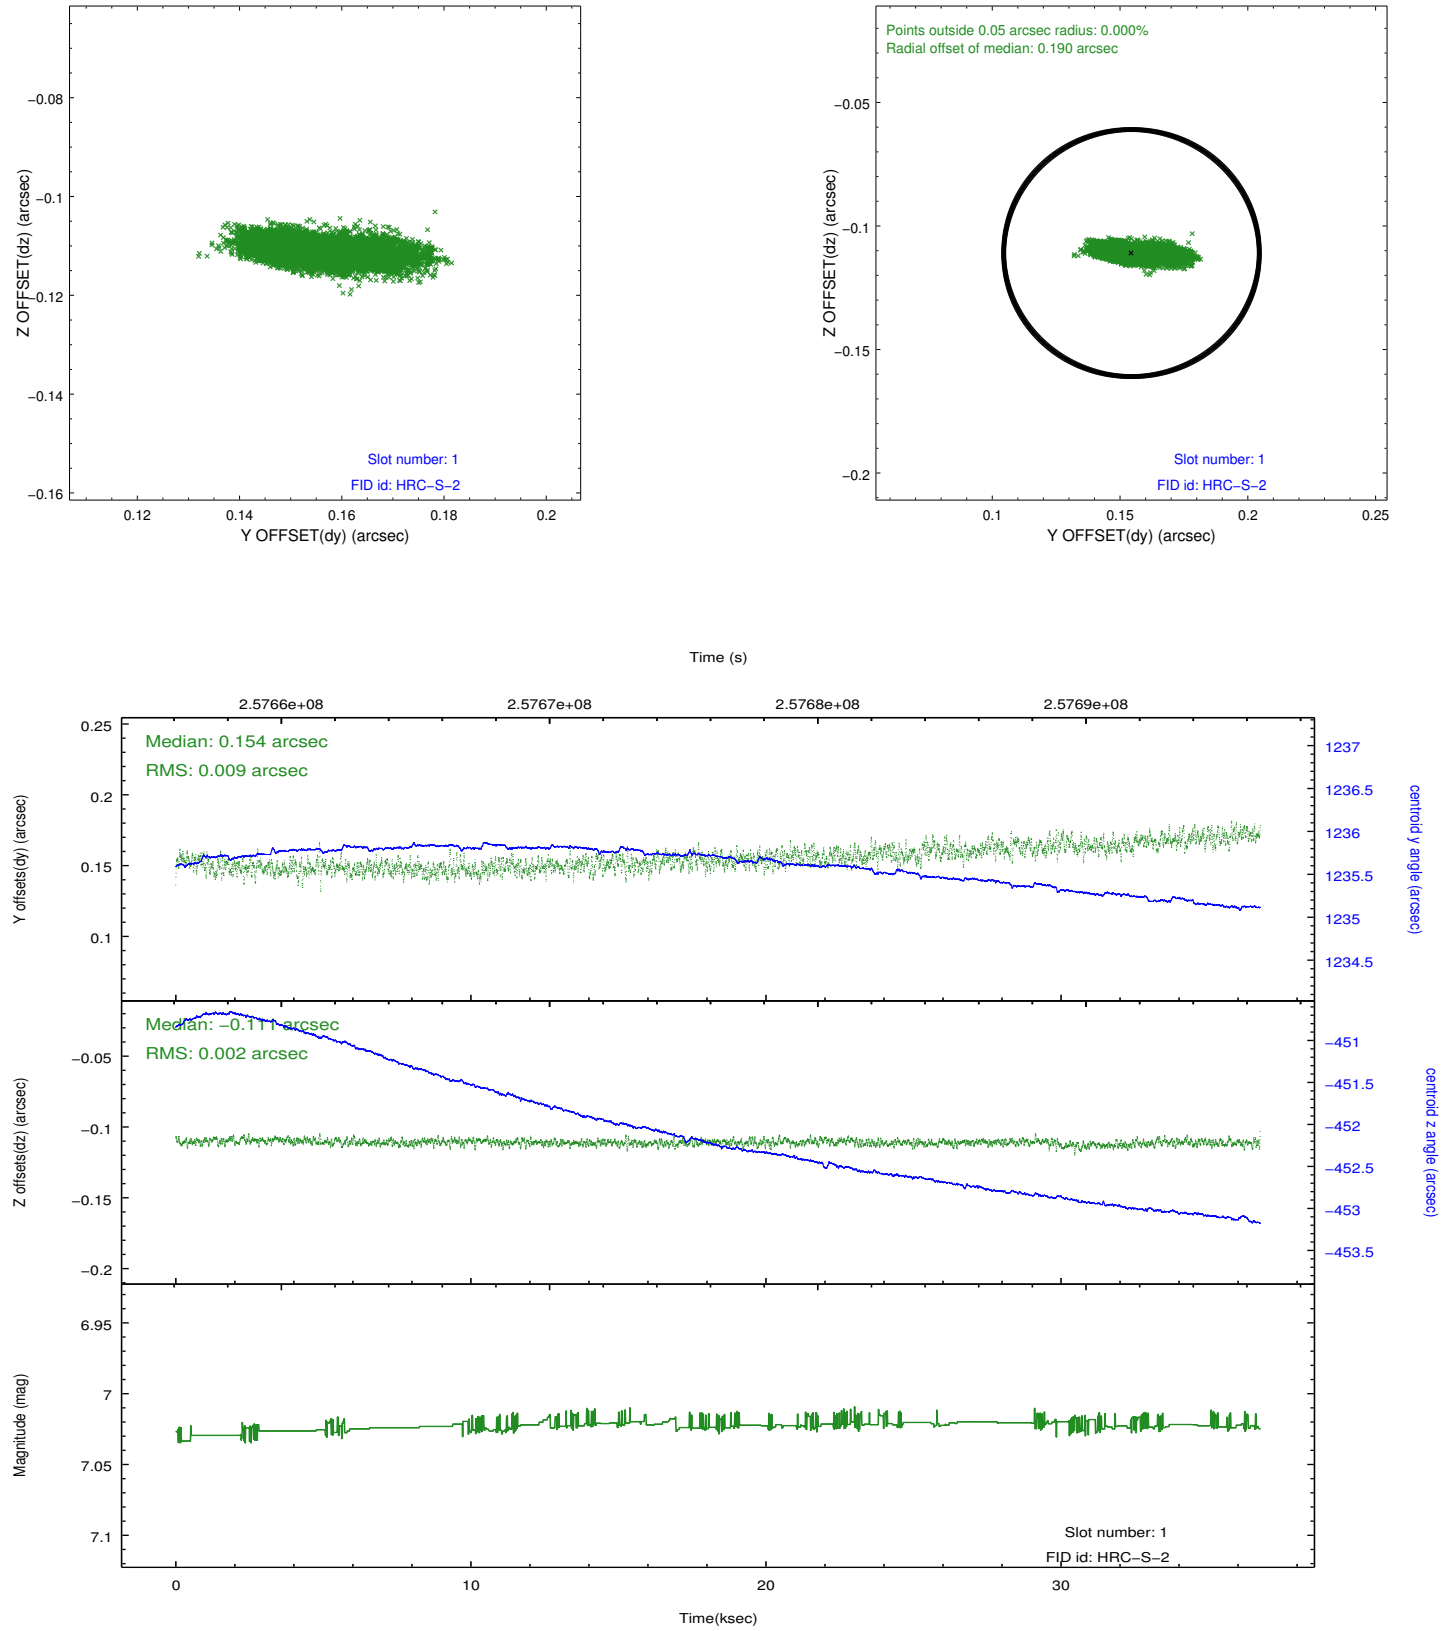 −0.08
−0.1
−0.12
−0.14
−0.16
Z OFFSET(dz) (arcsec)
Slot number: 1
FID id: HRC−S−2
0.12 0.14 0.16 0.18 0.2
Y OFFSET(dy) (arcsec)
Points outside 0.05 arcsec radius: 0.000%
Radial offset of median: 0.190 arcsec
−0.05
−0.1
−0.15
−0.2
Z OFFSET(dz) (arcsec)
Slot number: 1
FID id: HRC−S−2
0.1 0.15 0.2 0.25
Y OFFSET(dy) (arcsec)
Time (s)
2.5766e+08 2.5767e+08 2.5768e+08 2.5769e+08
Median: 0.154 arcsec
RMS: 0.009 arcsec
0.25
0.2
0.15
0.1
Y offsets(dy) (arcsec)
1237
1236.5
1236
1235.5
1235
1234.5
centroid y angle (arcsec)
Median: −0.111 arcsec
RMS: 0.002 arcsec
−0.05
−0.1
−0.15
−0.2
Z offsets(dz) (arcsec)
−451
−451.5
−452
−452.5
−453
−453.5
centroid z angle (arcsec)
6.95
7
7.05
7.1
Magnitude (mag)
Slot number: 1
FID id: HRC−S−2
0 10 20 30
Time(ksec)